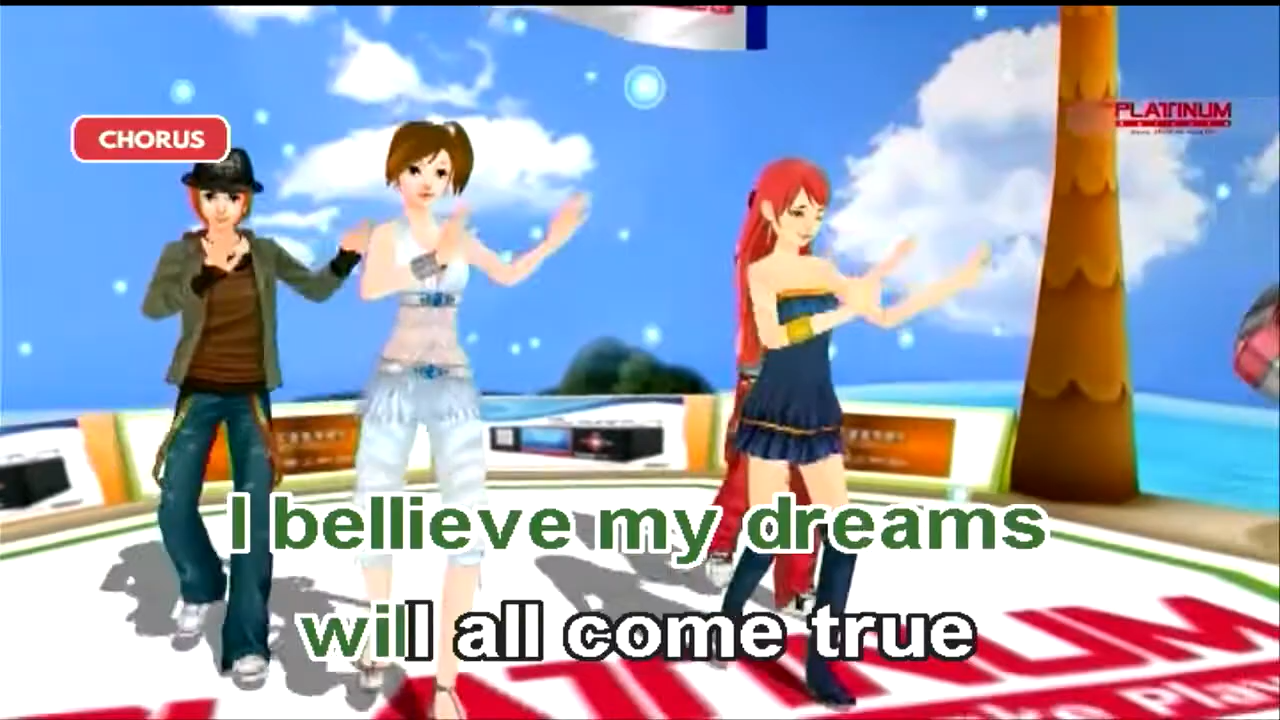 CHORUS
PLATINUM
I bellieve my dreams
will all come true
PLATINUM